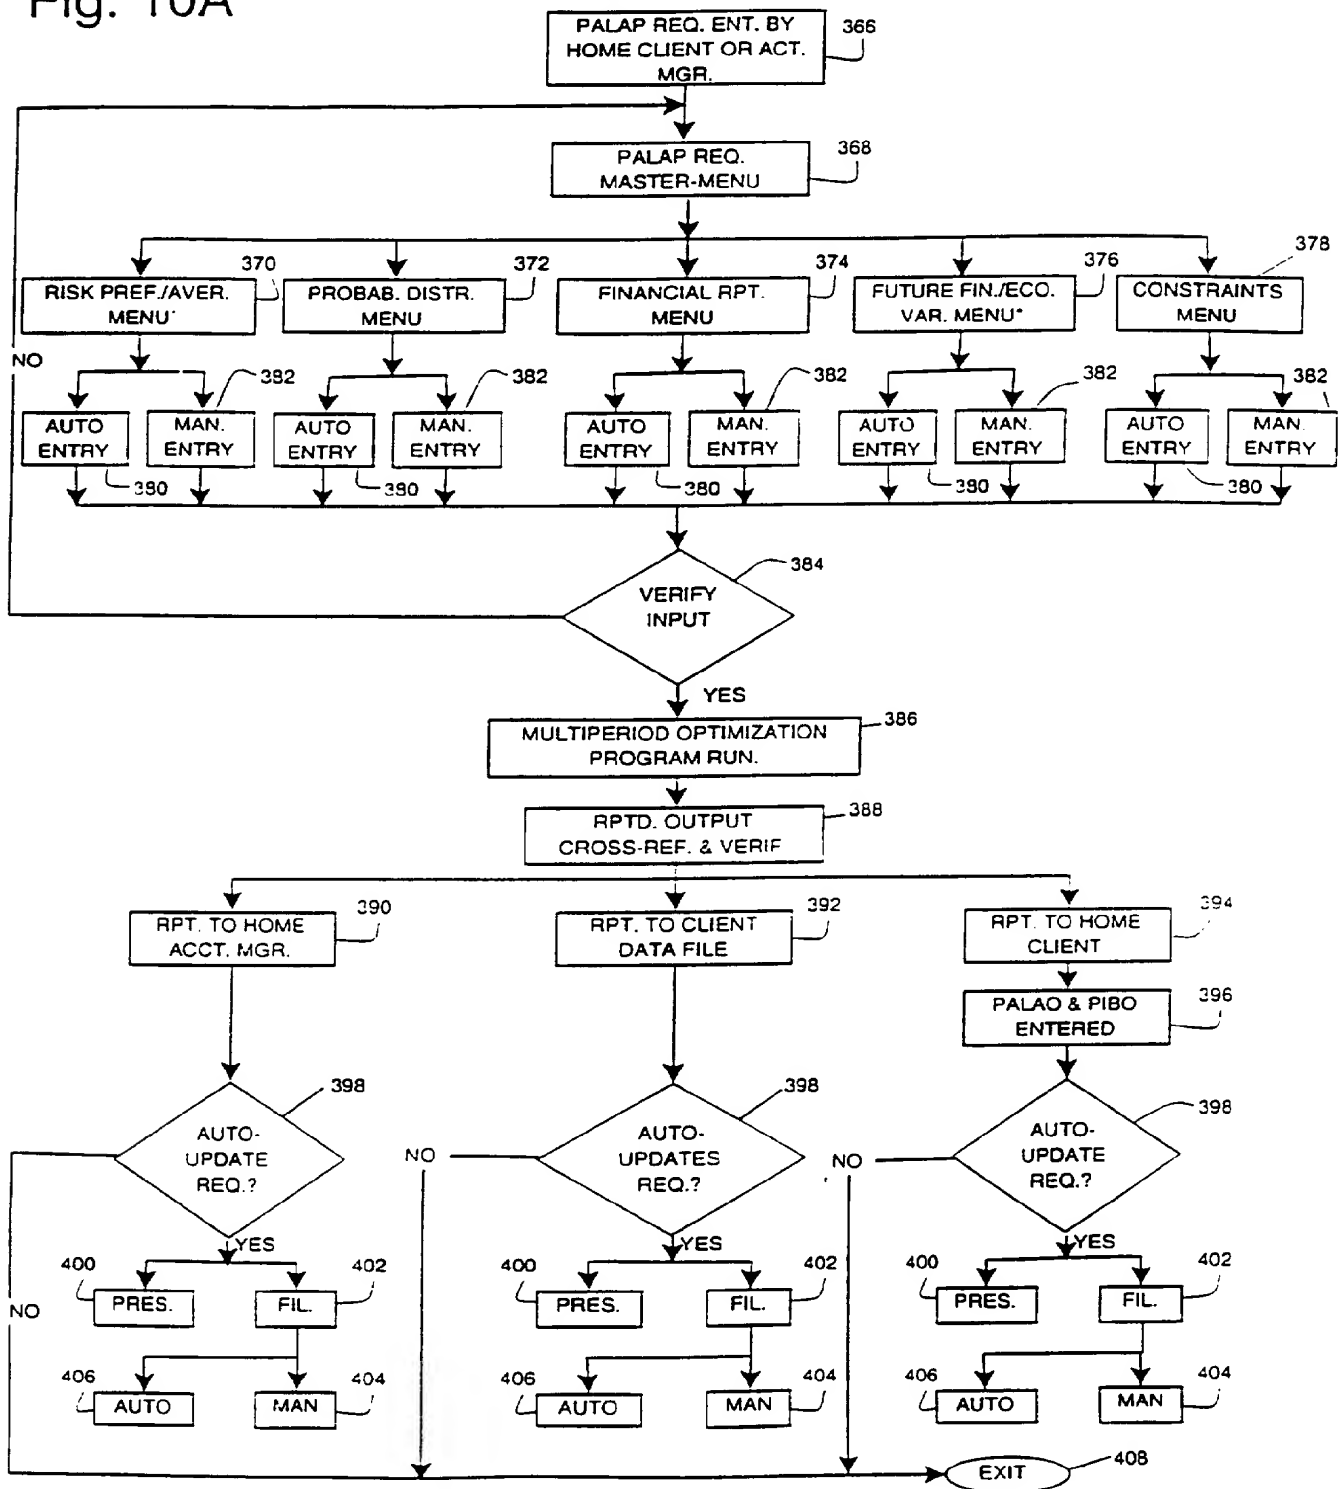 Fig. 10A
PALAP REQ. ENT. BY
HOME CLIENT OR ACT.
MGR.
366
PALAP REQ.
MASTER-MENU
368
RISK PREF./AVER.
MENU*
370
PROBAB. DISTR.
MENU
372
FINANCIAL RPT.
MENU
374
FUTURE FIN./ECO.
VAR. MENU*
376
CONSTRAINTS
MENU
378
NO
AUTO
ENTRY
380
MAN.
ENTRY
382
AUTO
ENTRY
380
MAN.
ENTRY
382
AUTO
ENTRY
380
MAN.
ENTRY
382
AUTO
ENTRY
380
MAN.
ENTRY
382
AUTO
ENTRY
380
MAN.
ENTRY
382
VERIFY
INPUT
384
YES
MULTIPERIOD OPTIMIZATION
PROGRAM RUN.
386
RPTD. OUTPUT
CROSS-REF. & VERIF
388
RPT. TO HOME
ACCT. MGR.
390
RPT. TO CLIENT
DATA FILE
392
RPT. TO HOME
CLIENT
394
PALAO & PIBO
ENTERED
396
AUTO-
UPDATE
REQ.?
398
NO
AUTO-
UPDATES
REQ.?
398
NO
AUTO-
UPDATE
REQ.?
398
YES
YES
YES
NO
400
PRES.
402
FIL.
400
PRES.
402
FIL.
400
PRES.
402
FIL.
406
AUTO
404
MAN
406
AUTO
404
MAN
406
AUTO
404
MAN
EXIT
408